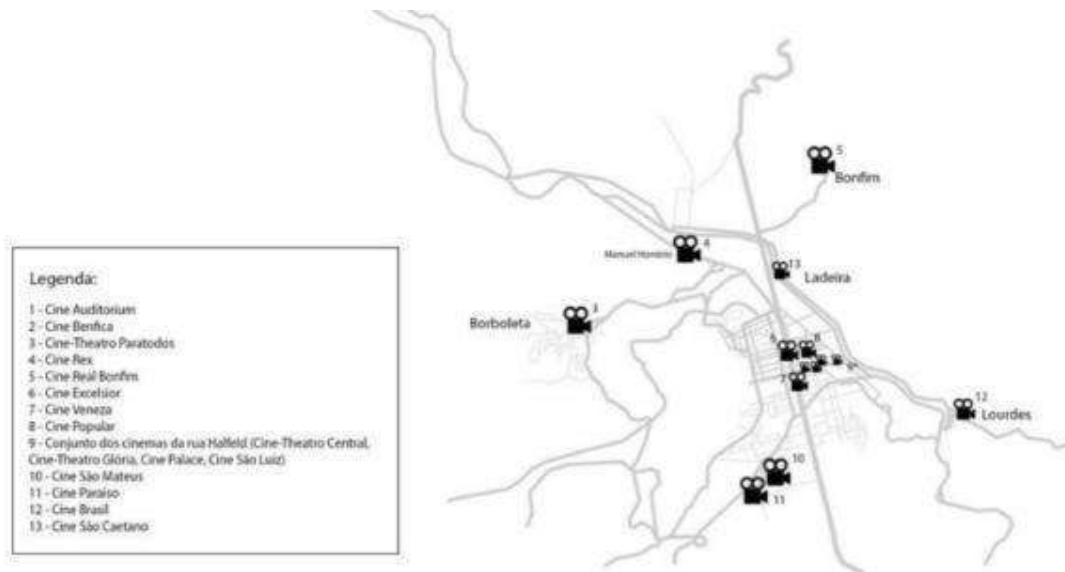 5
Bonfim
4
Manuel Honório
13
Ladeira
3
Borboleta
6
8
7
9
12
Lourdes
10
11
Legenda:
1 - Cine Auditorium
2 - Cine Benfica
3 - Cine-Theatro Paratodos
4 - Cine Rex
5 - Cine Real Bonfim
6 - Cine Excelsior
7 - Cine Veneza
8 - Cine Popular
9 - Conjunto dos cinemas da rua Halfeld (Cine-Theatro Central,
Cine-Theatro Glória, Cine Palace, Cine São Luiz)
10 - Cine São Mateus
11 - Cine Paraíso
12 - Cine Brasil
13 - Cine São Caetano